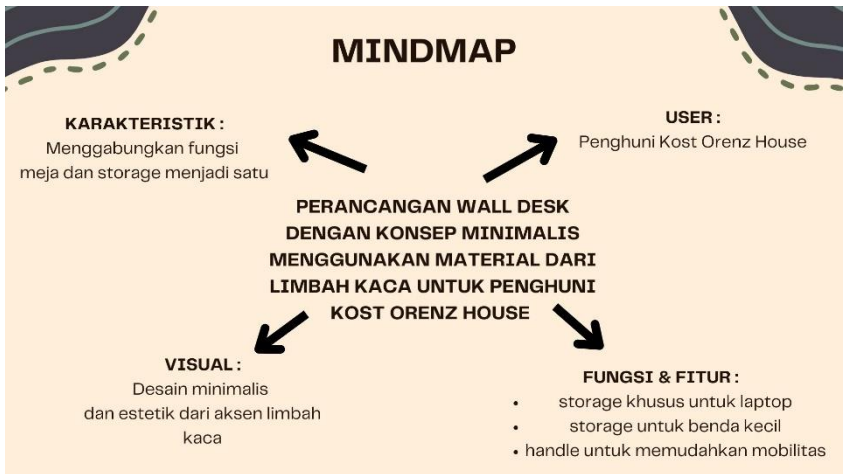 MINDMAP
KARAKTERISTIK :
Menggabungkan fungsi
meja dan storage menjadi satu
USER :
Penghuni Kost Orenz House
PERANCANGAN WALL DESK
DENGAN KONSEP MINIMALIS
MENGGUNAKAN MATERIAL DARI
LIMBAH KACA UNTUK PENGHUNI
KOST ORENZ HOUSE
VISUAL :
Desain minimalis
dan estetik dari aksen limbah
kaca
FUNGSI & FITUR :
• storage khusus untuk laptop
• storage untuk benda kecil
• handle untuk memudahkan mobilitas